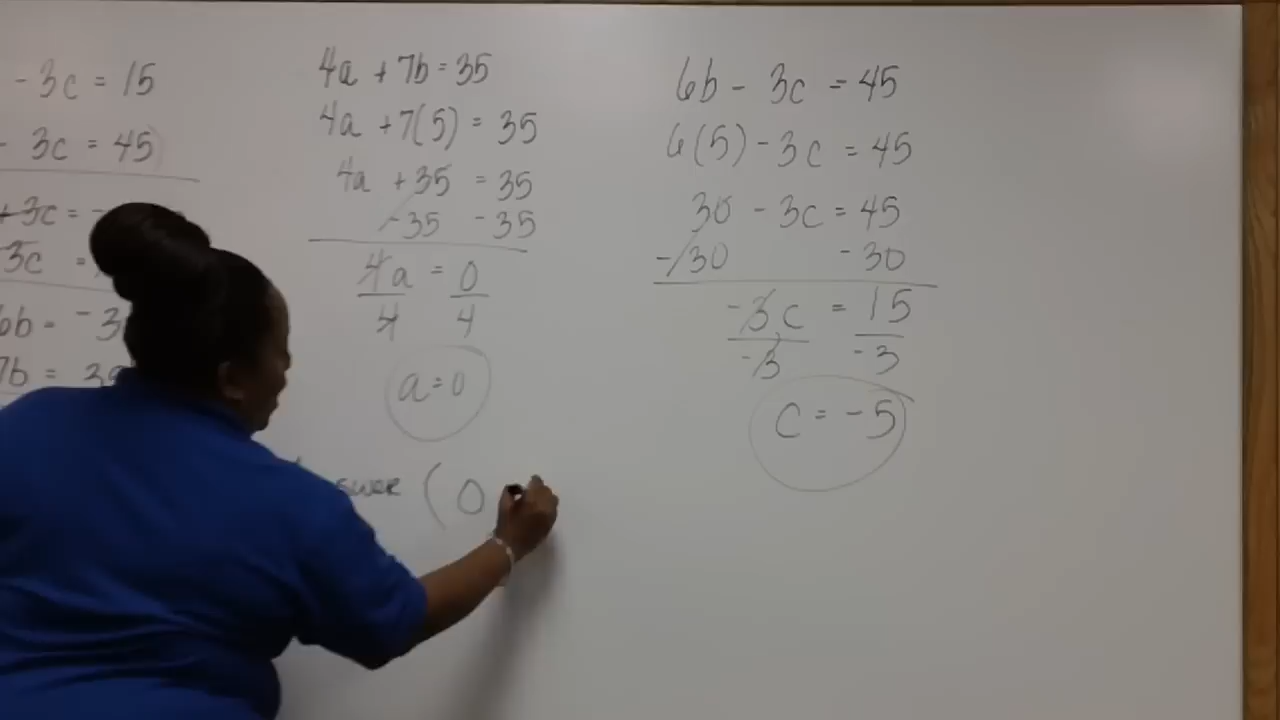 - 3c = 15
- 3c = 45
+3c = -
3c =
6b = -3
7b = 3
4a + 7b = 35
4a + 7(5) = 35
4a + 35 = 35
-35 -35
4a = 0
4 4
a = 0
(0
6b - 3c = 45
6(5) - 3c = 45
30 - 3c = 45
-30 -30
-3c = 15
-3 -3
c = -5